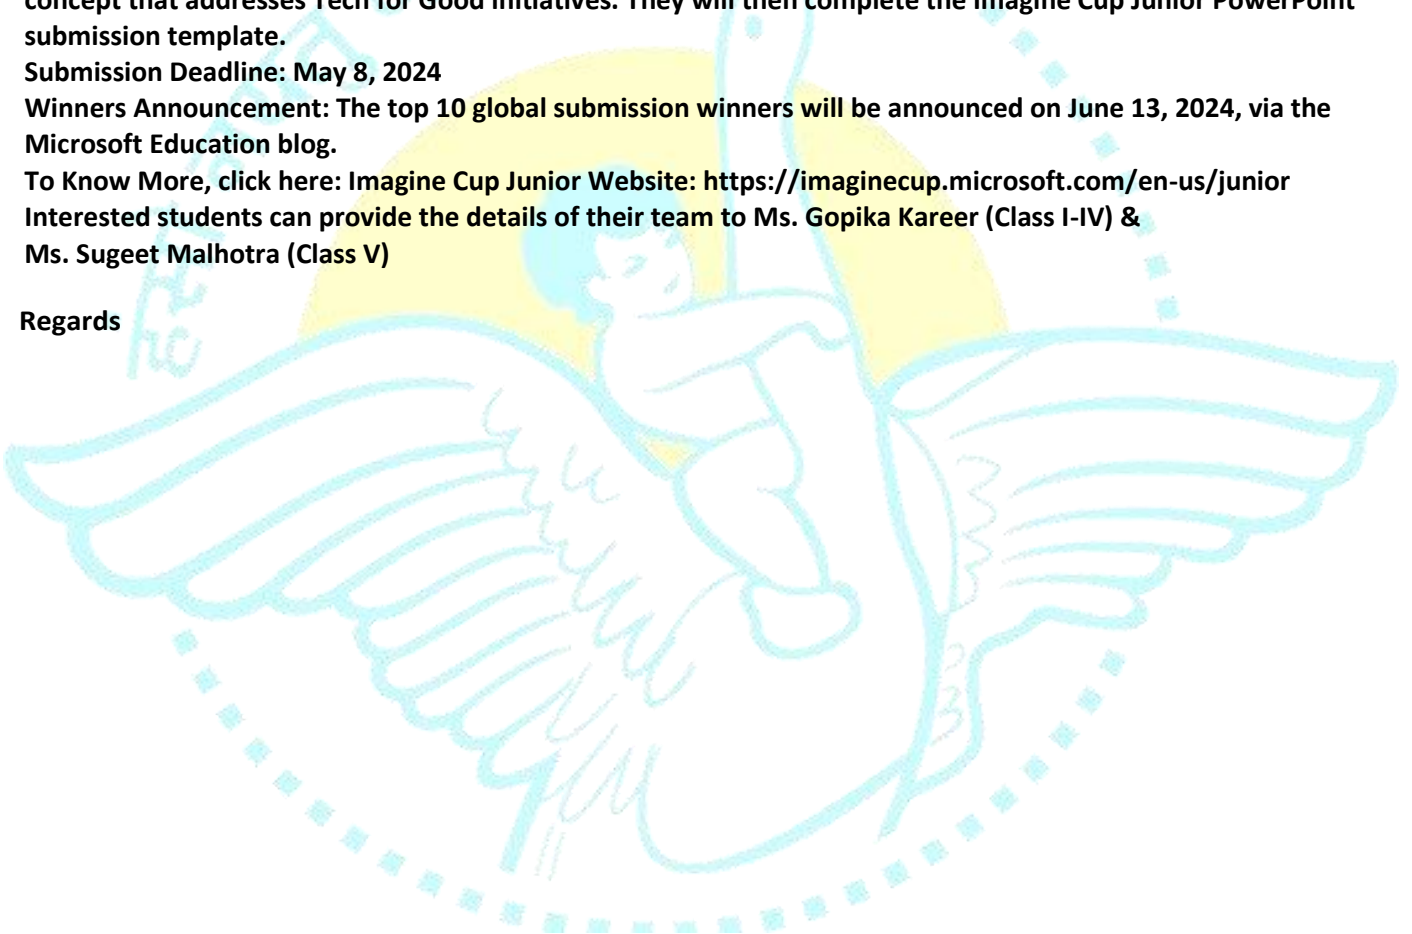 concept that addresses Tech for Good initiatives. They will then complete the Imagine Cup Junior PowerPoint
submission template.
Submission Deadline: May 8, 2024
Winners Announcement: The top 10 global submission winners will be announced on June 13, 2024, via the
Microsoft Education blog.
To Know More, click here: Imagine Cup Junior Website: https://imaginecup.microsoft.com/en-us/junior
Interested students can provide the details of their team to Ms. Gopika Kareer (Class I-IV) &
Ms. Sugeet Malhotra (Class V)
Regards